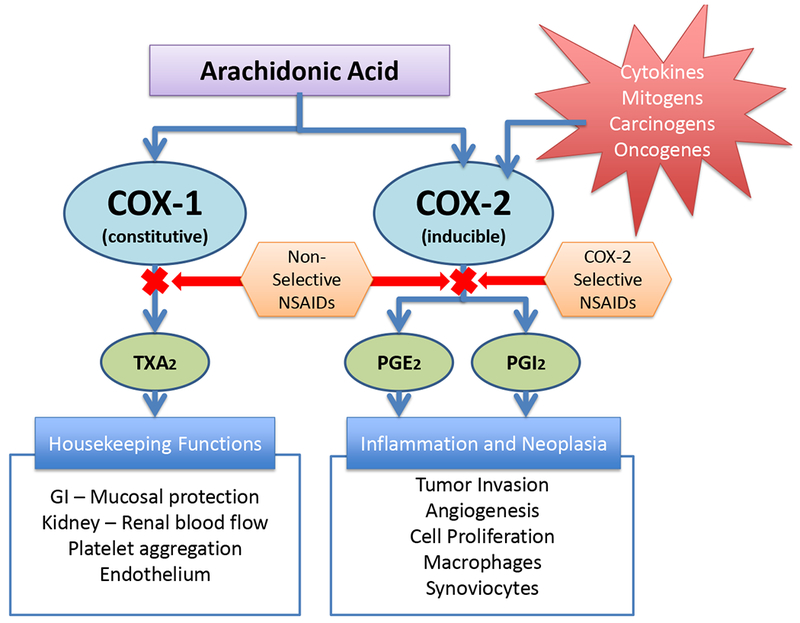 Arachidonic Acid
Cytokines
Mitogens
Carcinogens
Oncogenes
COX-1
(constitutive)
COX-2
(inducible)
Non-
Selective
NSAIDs
COX-2
Selective
NSAIDs
TXA2
PGE2
PGI2
Housekeeping Functions
GI – Mucosal protection
Kidney – Renal blood flow
Platelet aggregation
Endothelium
Inflammation and Neoplasia
Tumor Invasion
Angiogenesis
Cell Proliferation
Macrophages
Synoviocytes